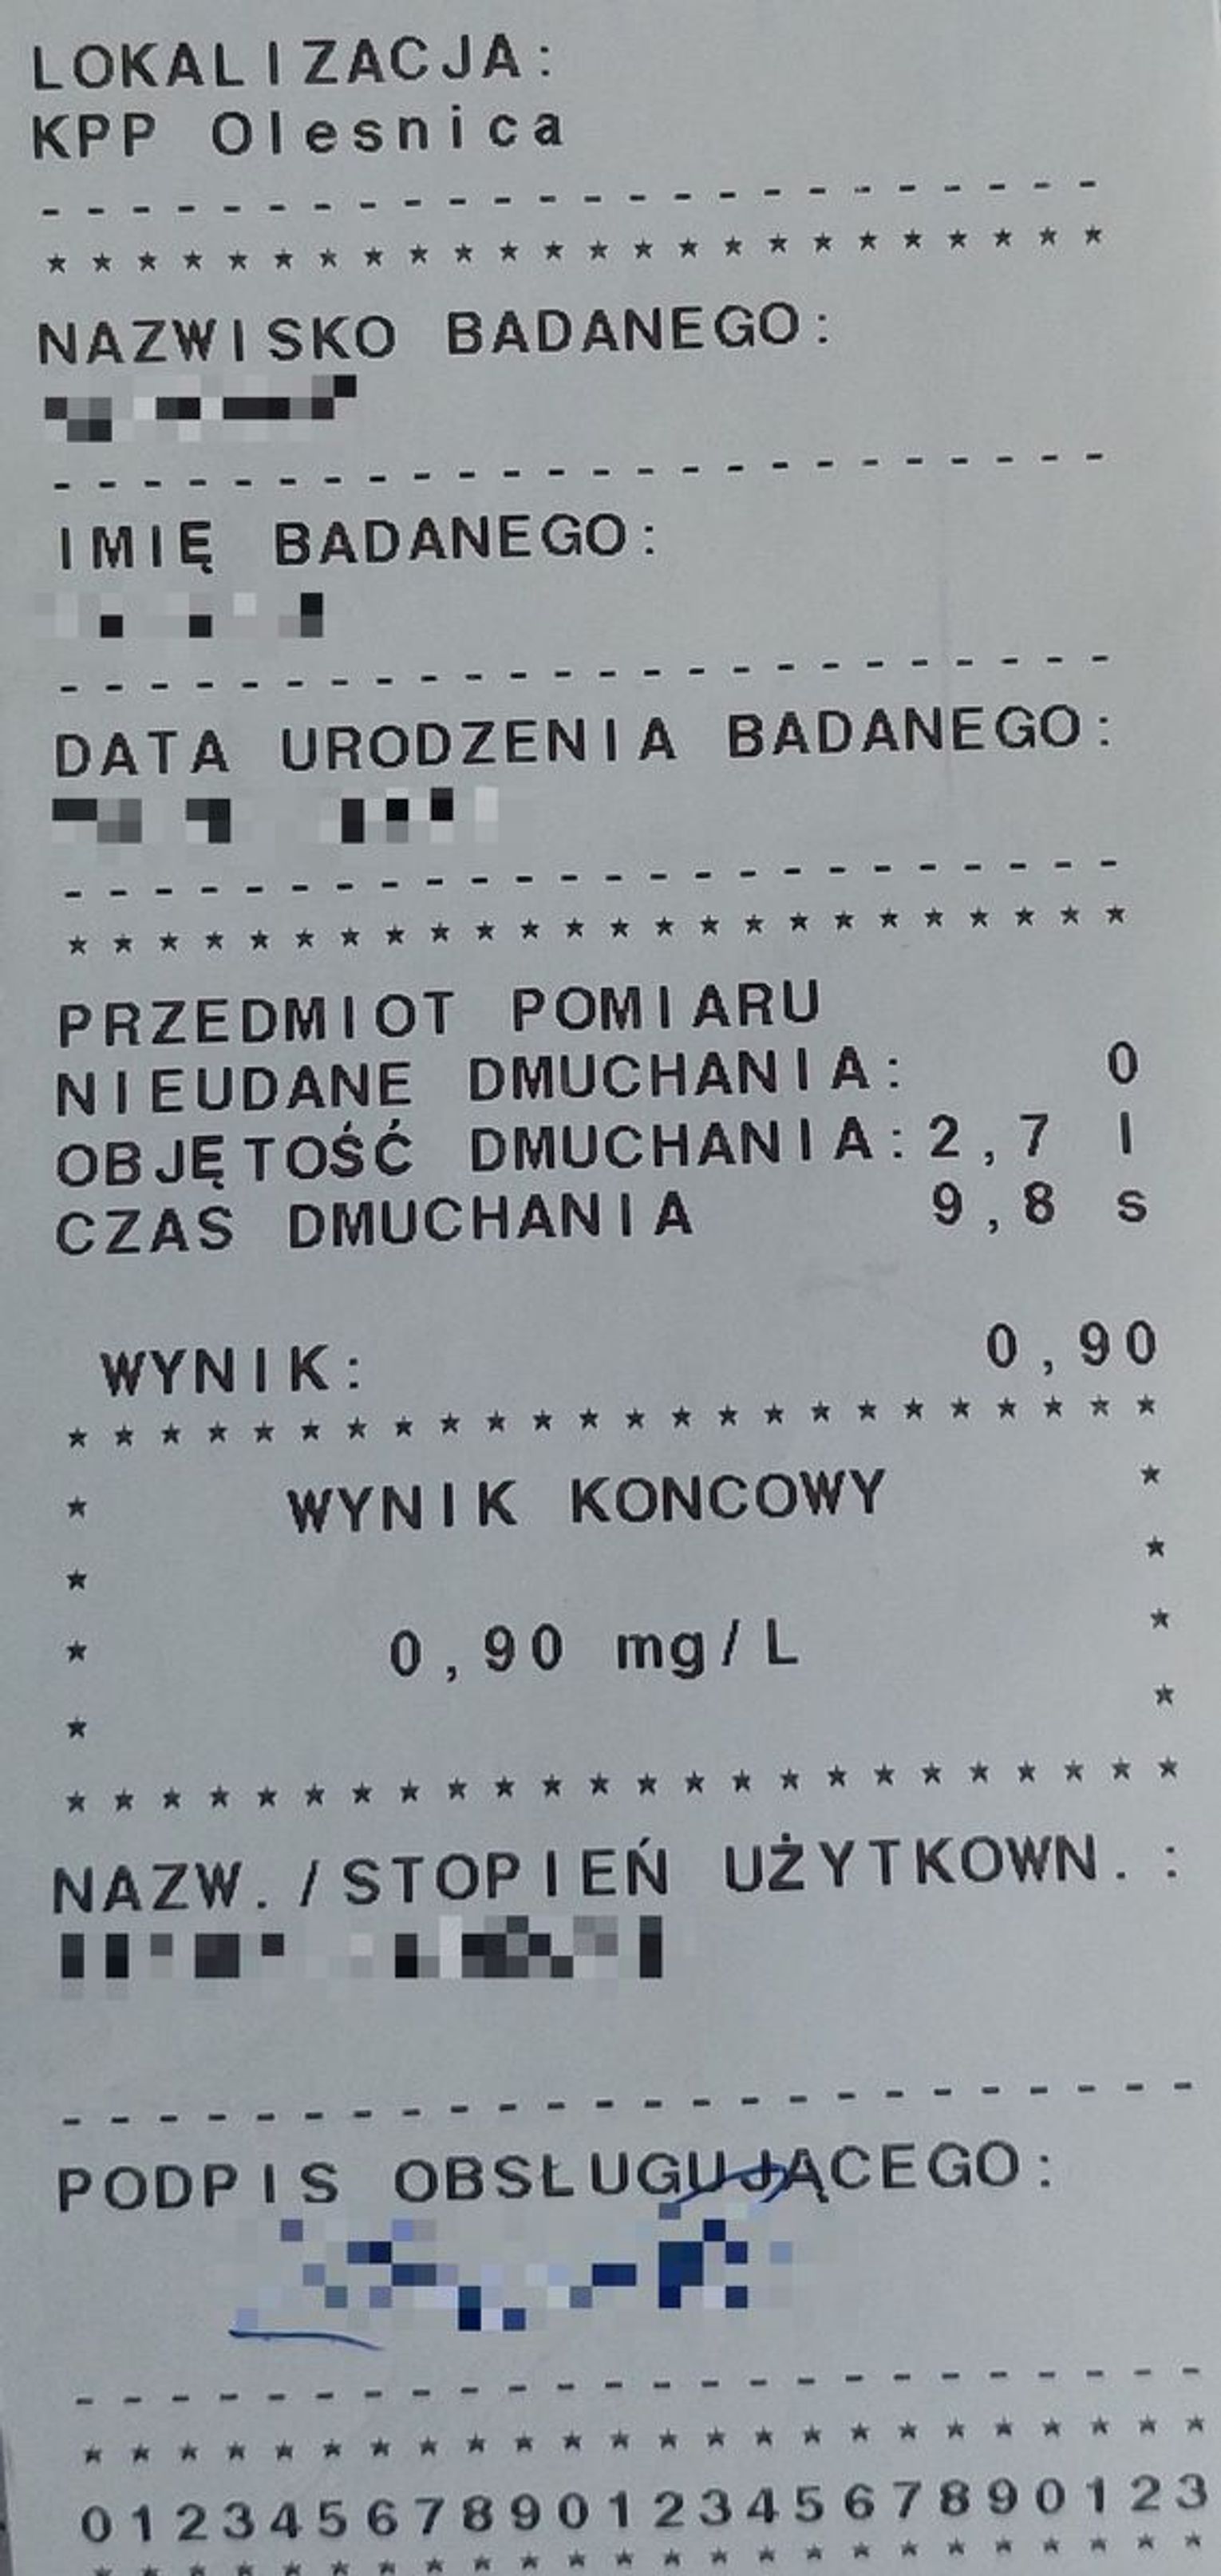 LOKALIZACJA:
KPP Olesnica
- - - - - - - - - - - - - - - - - - - - - - - -
* * * * * * * * * * * * * * * * * * * * * * * *
NAZWISKO BADANEGO:
- - - - - - - - - - - - - - - - - - - - - - - -
IMIĘ BADANEGO:
- - - - - - - - - - - - - - - - - - - - - - - -
DATA URODZENIA BADANEGO:
- - - - - - - - - - - - - - - - - - - - - - - -
* * * * * * * * * * * * * * * * * * * * * * * *
PRZEDMIOT POMIARU
NIEUDANE DMUCHANIA: 0
OBJĘTOŚĆ DMUCHANIA:2,7 l
CZAS DMUCHANIA 9,8 s
WYNIK: 0,90
* * * * * * * * * * * * * * * * * * * * * * * *
* WYNIK KONCOWY *
* *
* 0,90 mg/L *
* *
* * * * * * * * * * * * * * * * * * * * * * * *
NAZW./STOPIEŃ UŻYTKOWN.:
- - - - - - - - - - - - - - - - - - - - - - - -
PODPIS OBSŁUGUJĄCEGO:
- - - - - - - - - - - - - - - - - - - - - - - -
* * * * * * * * * * * * * * * * * * * * * * * *
012345678901234567890123
* * * * * * * * * * * * * * * * * * * * * * * *